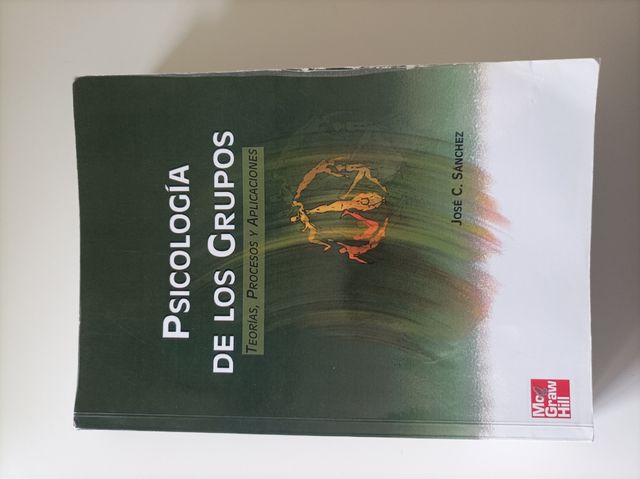 PSICOLOGÍA
DE LOS GRUPOS
TEORÍAS, PROCESOS Y APLICACIONES
JOSÉ C. SÁNCHEZ
Mc
Graw
Hill